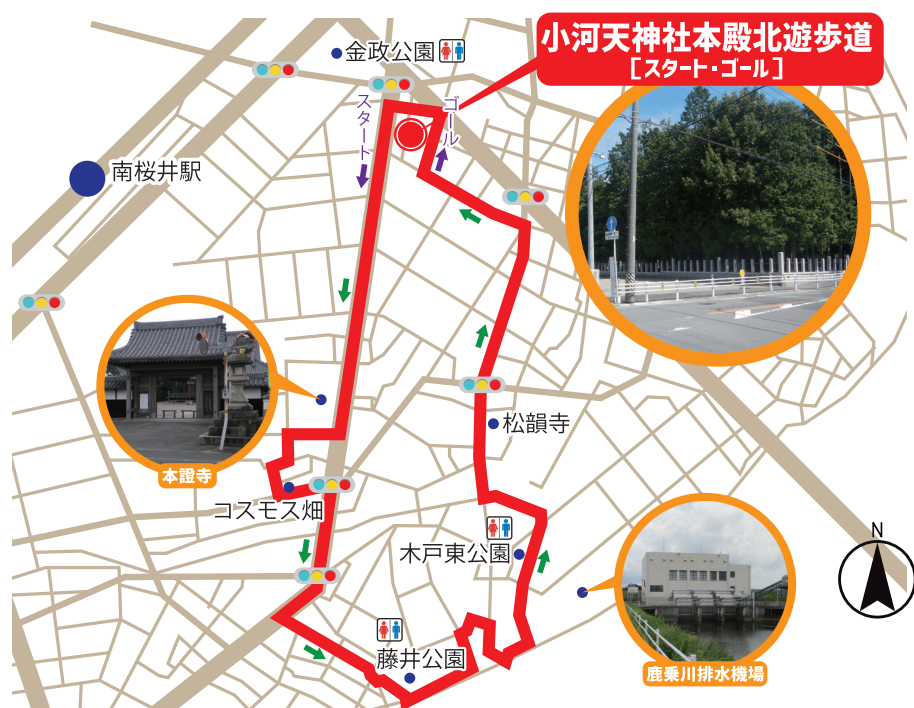 小河天神社本殿北遊歩道
[スタート・ゴール]
金政公園
スタート
ゴール
南桜井駅
本證寺
松韻寺
コスモス畑
木戸東公園
藤井公園
鹿乗川排水機場
N